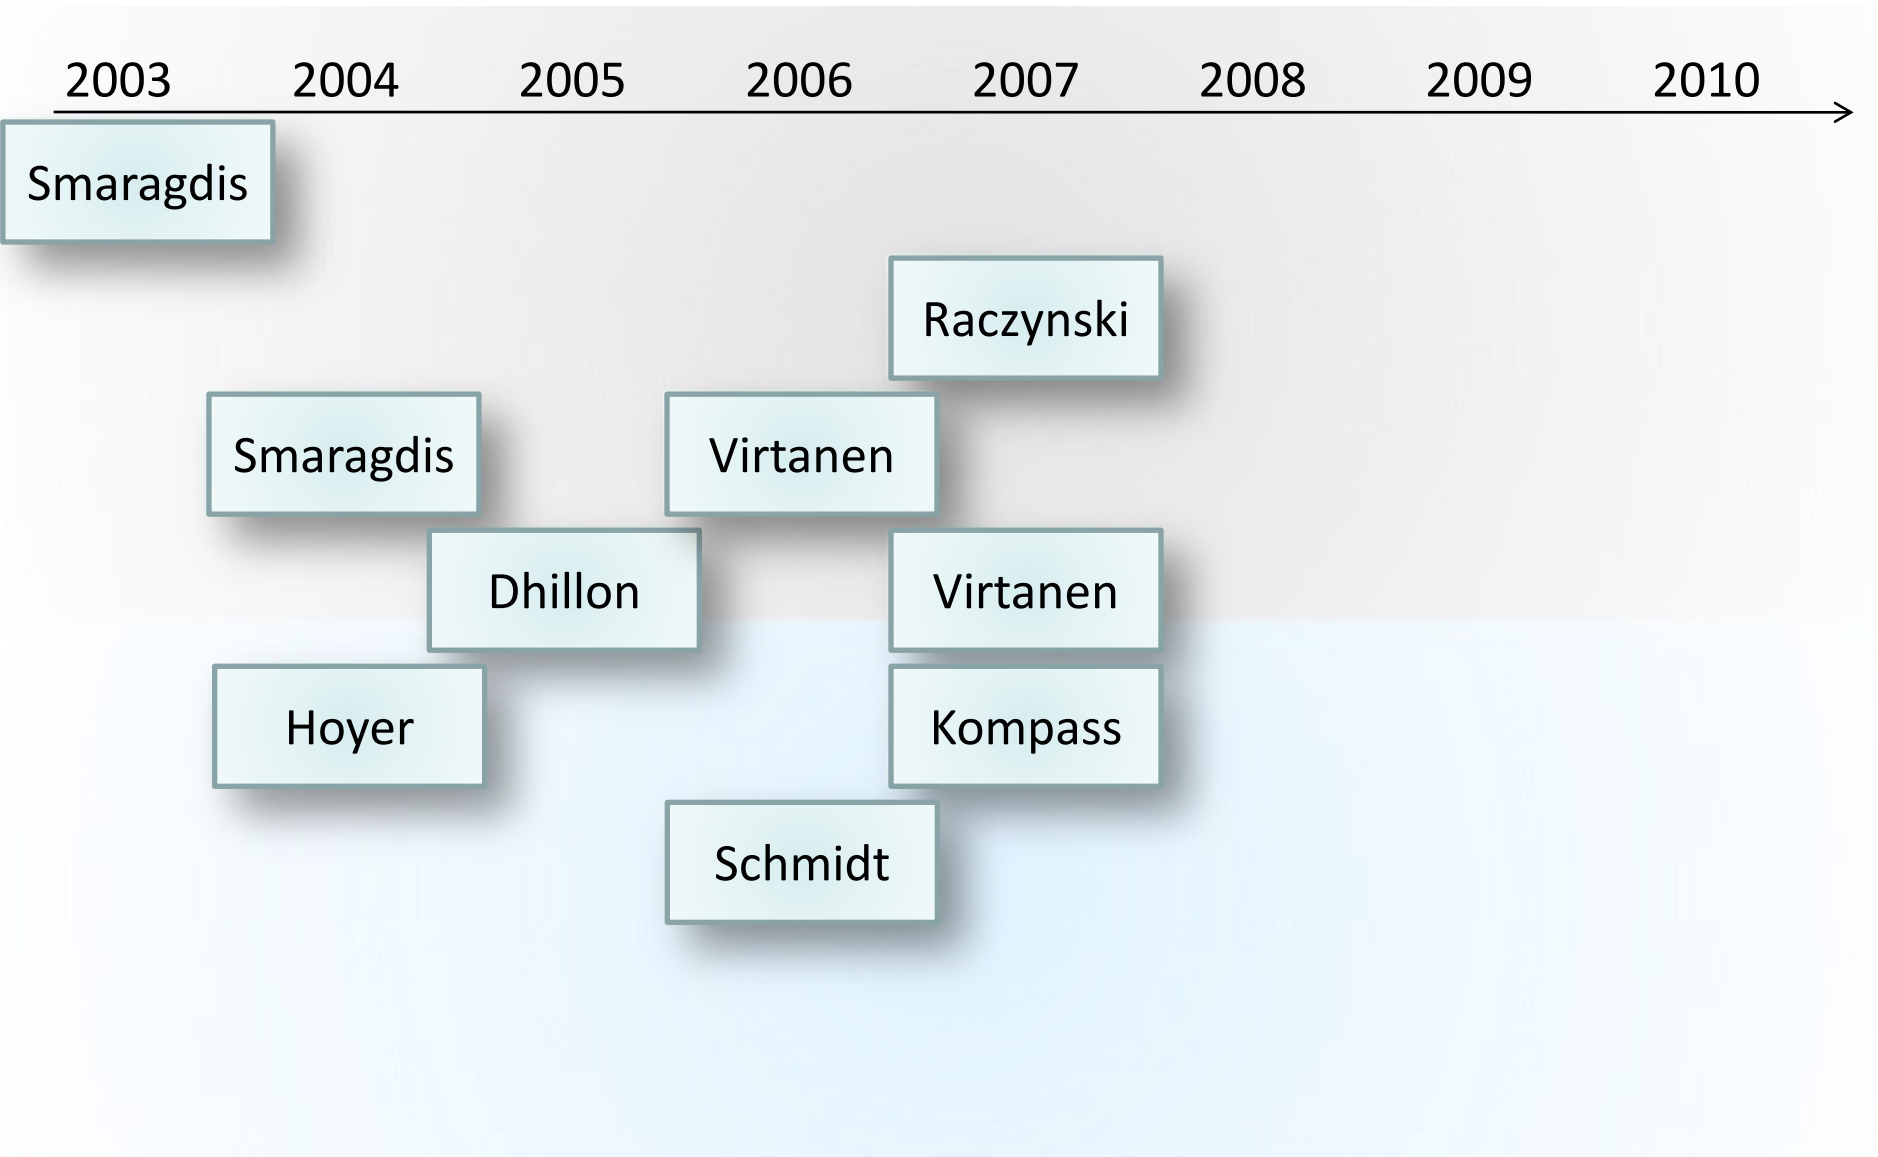 2003 2004 2005 2006 2007 2008 2009 2010
Smaragdis
Raczynski
Smaragdis Virtanen
Dhillon Virtanen
Hoyer Kompass
Schmidt